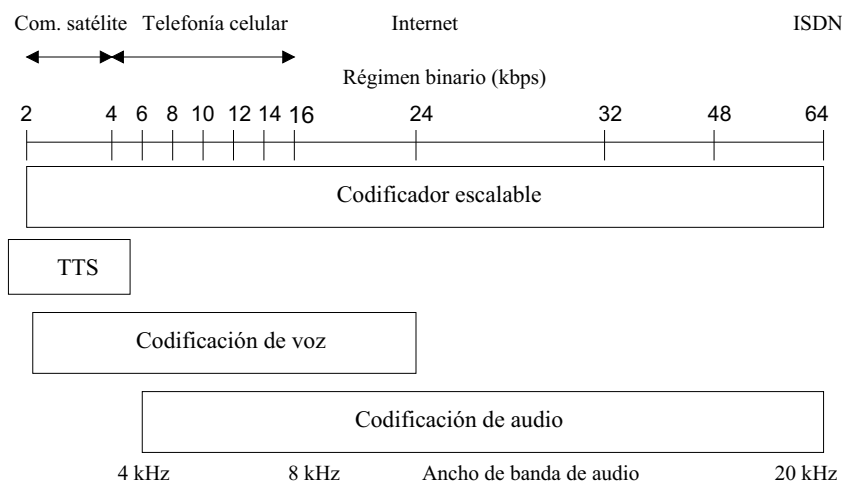 Com. satélite Telefonía celular Internet ISDN
Régimen binario (kbps)
2 4 6 8 10 12 14 16 24 32 48 64
Codificador escalable
TTS
Codificación de voz
Codificación de audio
4 kHz 8 kHz Ancho de banda de audio 20 kHz